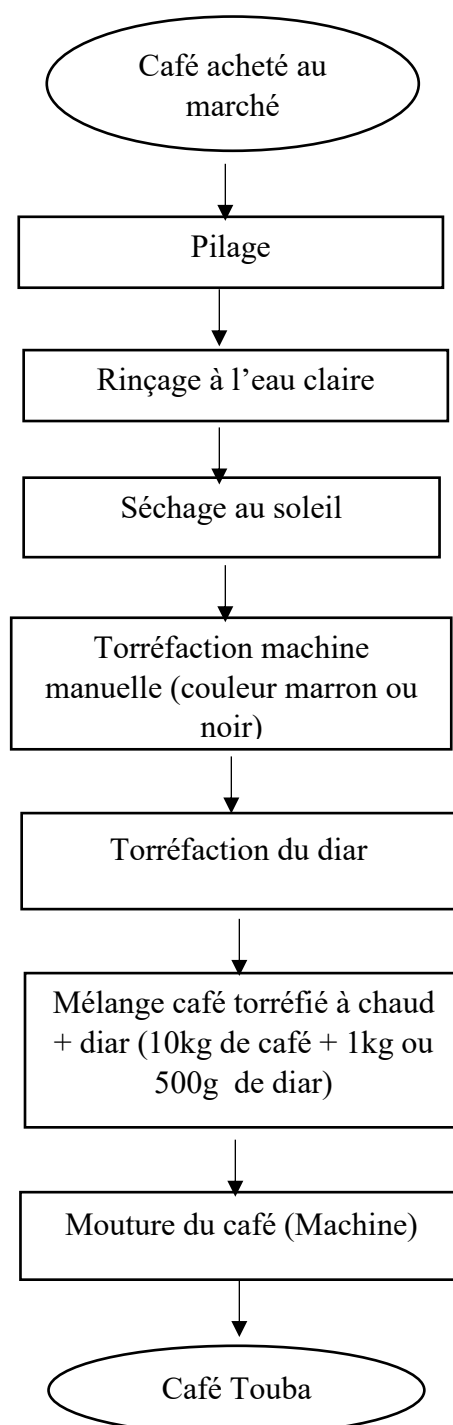 Café acheté au
marché
Pilage
Rinçage à l’eau claire
Séchage au soleil
Torréfaction machine
manuelle (couleur marron ou
noir)
Torréfaction du diar
Mélange café torréfié à chaud
+ diar (10kg de café + 1kg ou
500g  de diar)
Mouture du café (Machine)
Café Touba